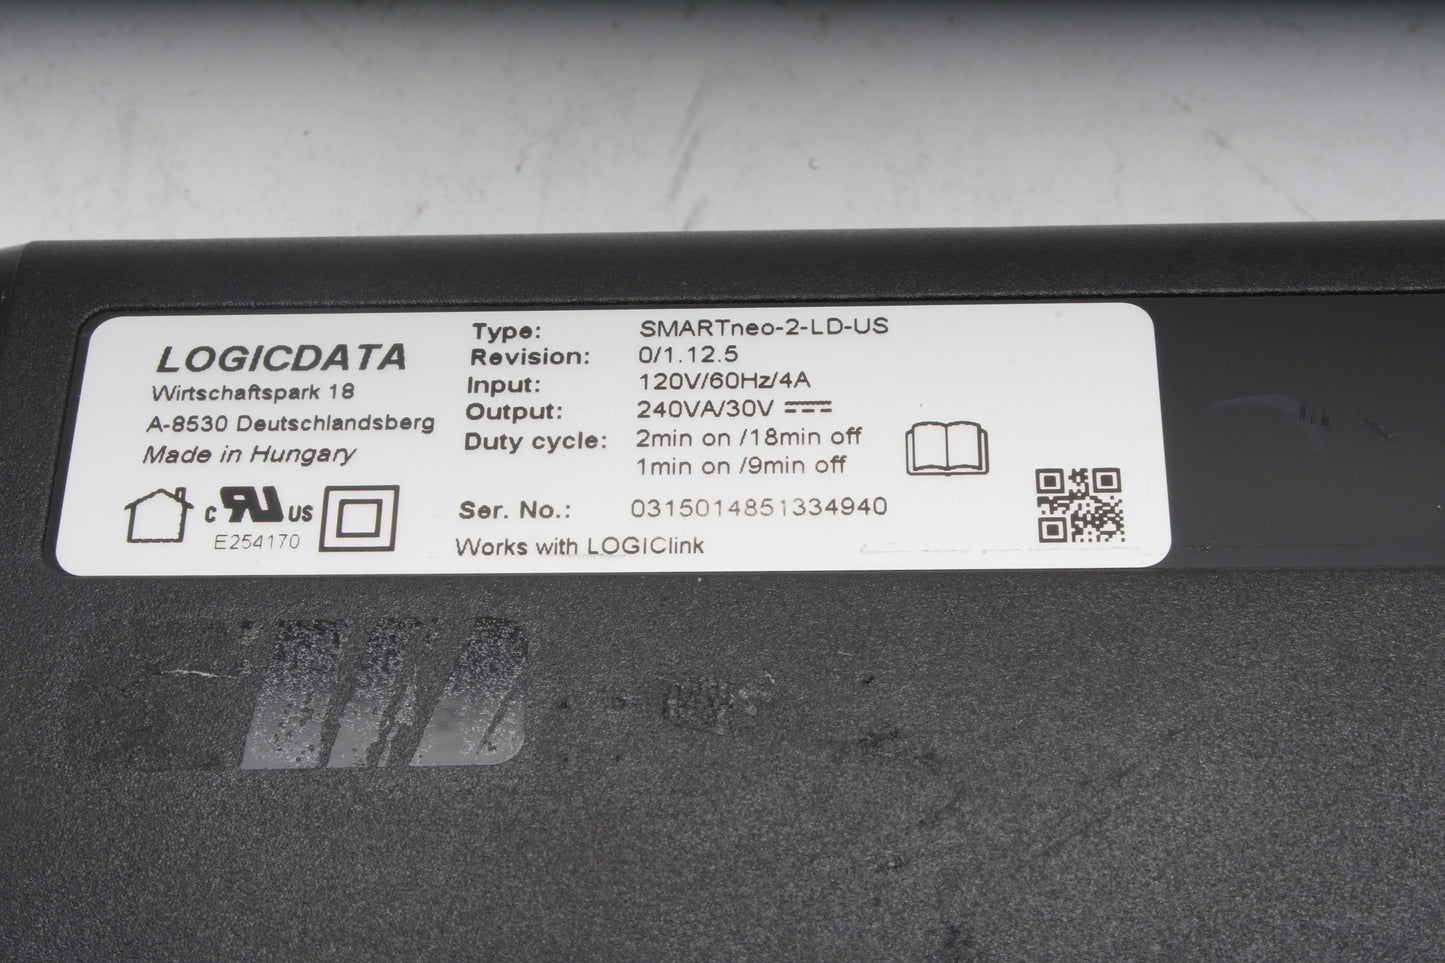 LOGICDATA
Wirtschaftspark 18
A-8530 Deutschlandsberg
Made in Hungary
c RU US
E254170
Type: SMARTneo-2-LD-US
Revision: 0/1.12.5
Input: 120V/60Hz/4A
Output: 240VA/30V
Duty cycle: 2min on /18min off
1min on /9min off
Ser. No.: 0315014851334940
Works with LOGIClink